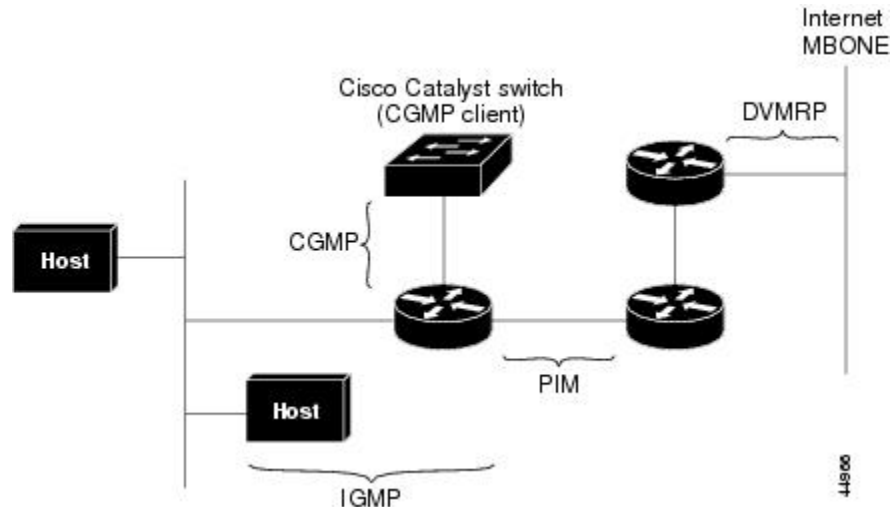 Internet
MBONE
Cisco Catalyst switch
(CGMP client)
DVMRP
CGMP
Host
PIM
Host
IGMP
44966